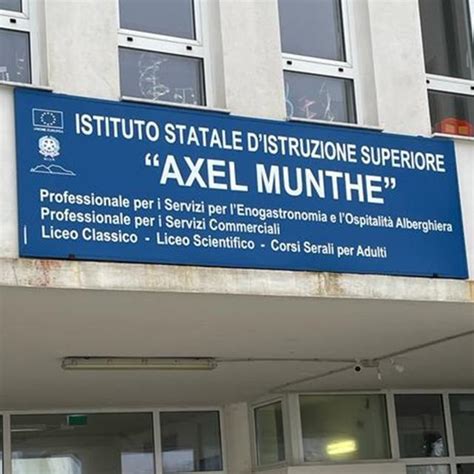 ISTITUTO STATALE D'ISTRUZIONE SUPERIORE
"AXEL MUNTHE"
Professionale per i Servizi per l'Enogastronomia e l'Ospitalità Alberghiera
Professionale per i Servizi Commerciali
Liceo Classico - Liceo Scientifico - Corsi Serali per Adulti